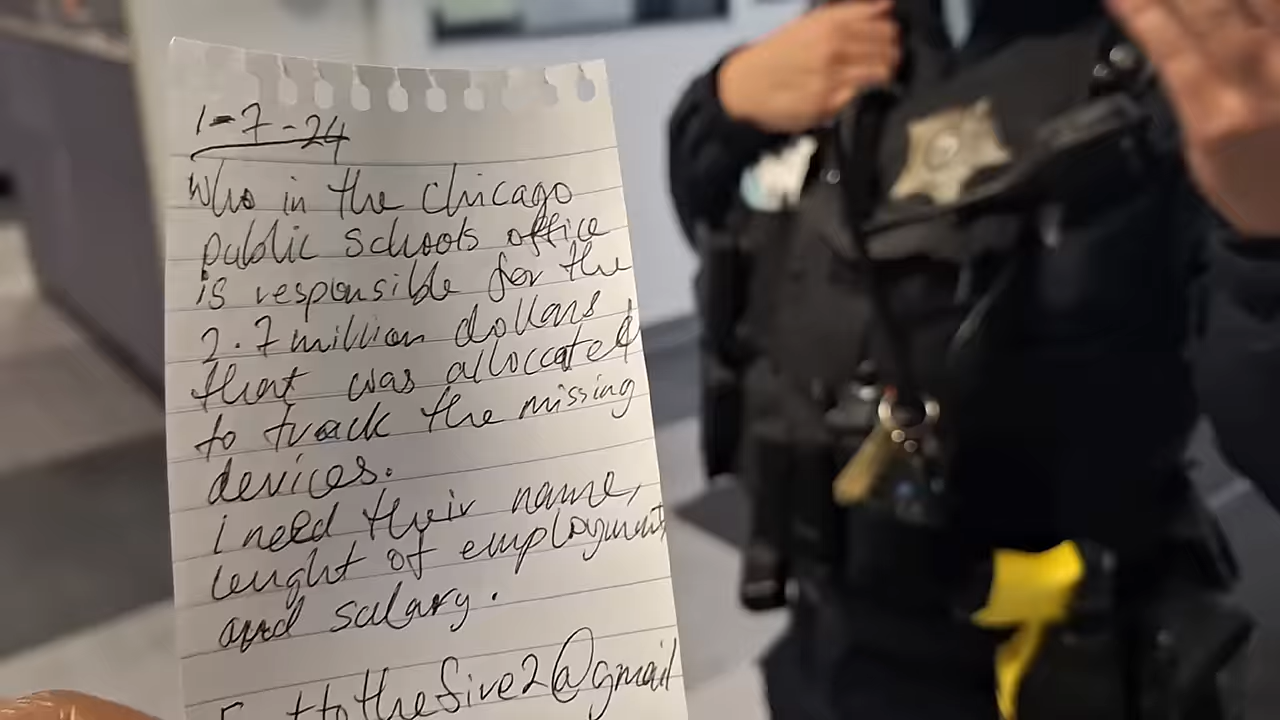 1-7-24
who in the chicago
public schools office
is responsible for the
2.7 million dollars
that was allocated
to track the missing
devices.
i need their name,
lenght of employment
and salary.
@gmail